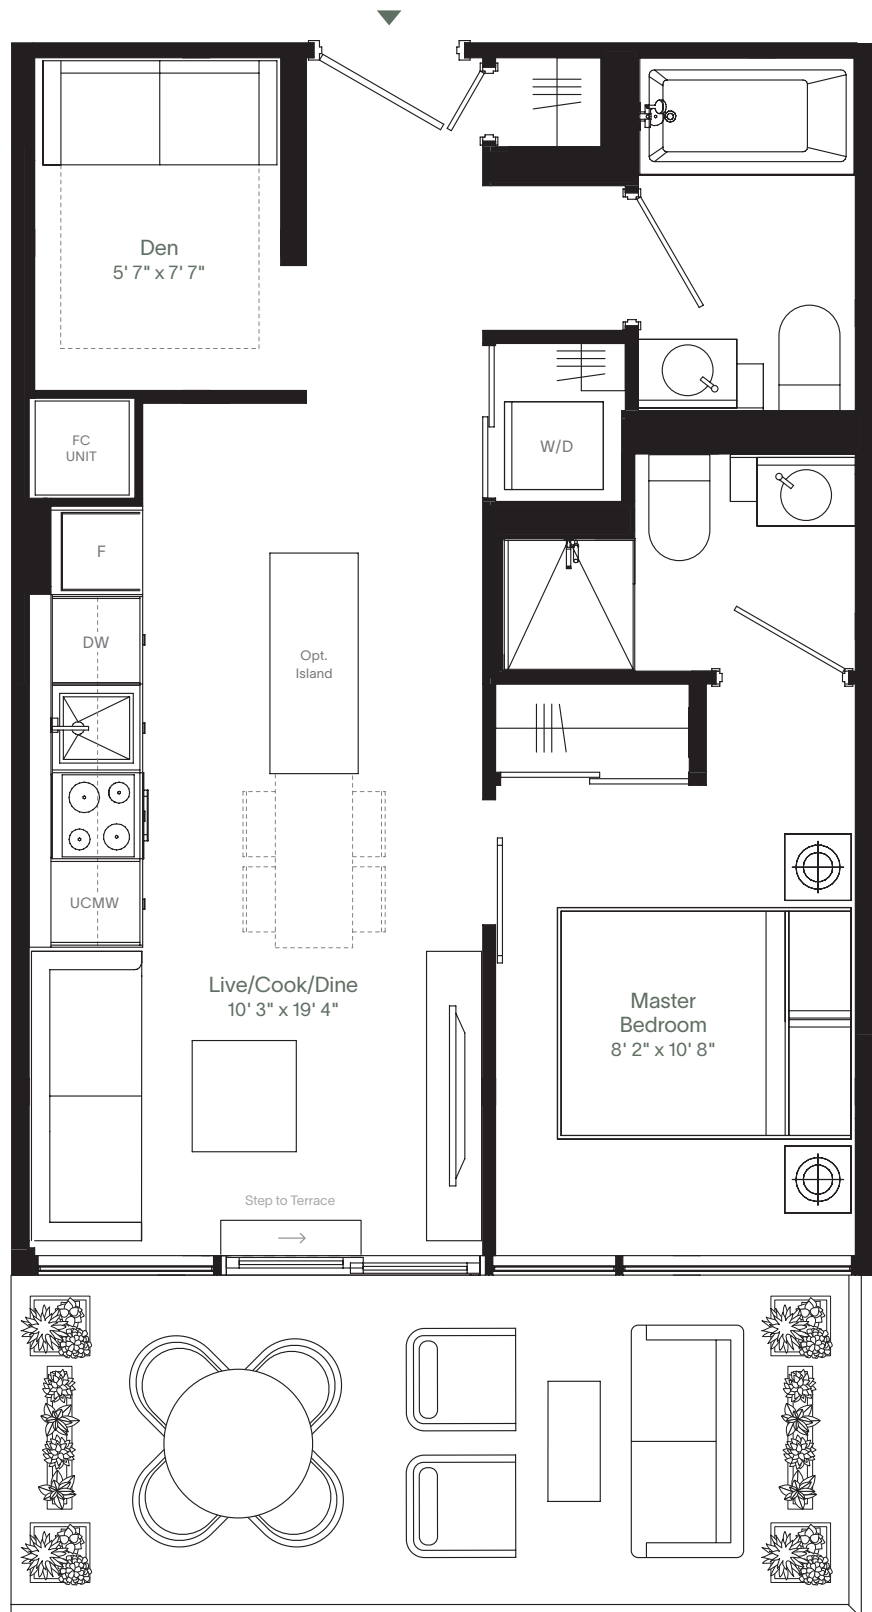 Den
5' 7" x 7' 7"
FC
UNIT
W/D
F
DW
Opt.
Island
UCMW
Live/Cook/Dine
10' 3" x 19' 4"
Master
Bedroom
8' 2" x 10' 8"
Step to Terrace